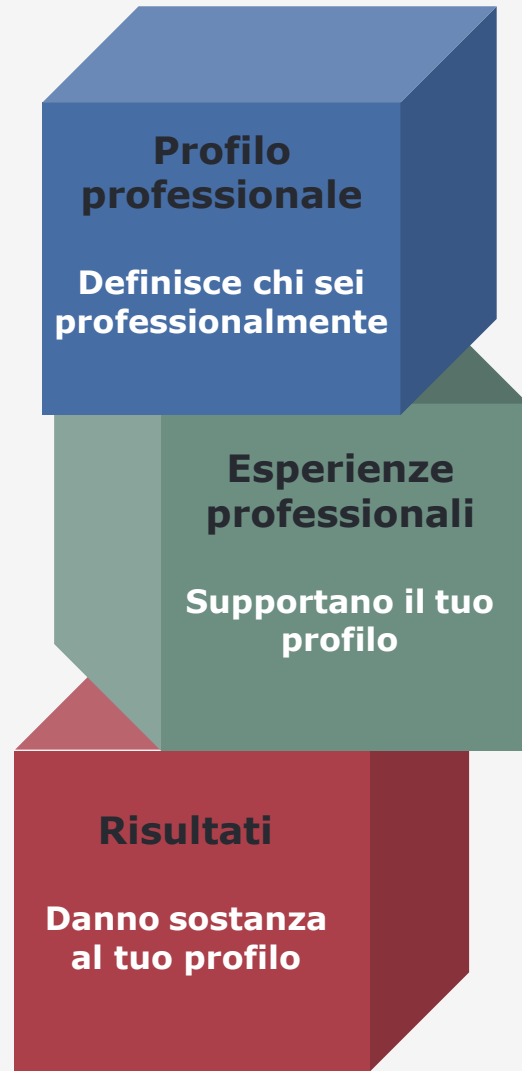 Profilo
professionale
Definisce chi sei
professionalmente
Esperienze
professionali
Supportano il tuo
profilo
Risultati
Danno sostanza
al tuo profilo